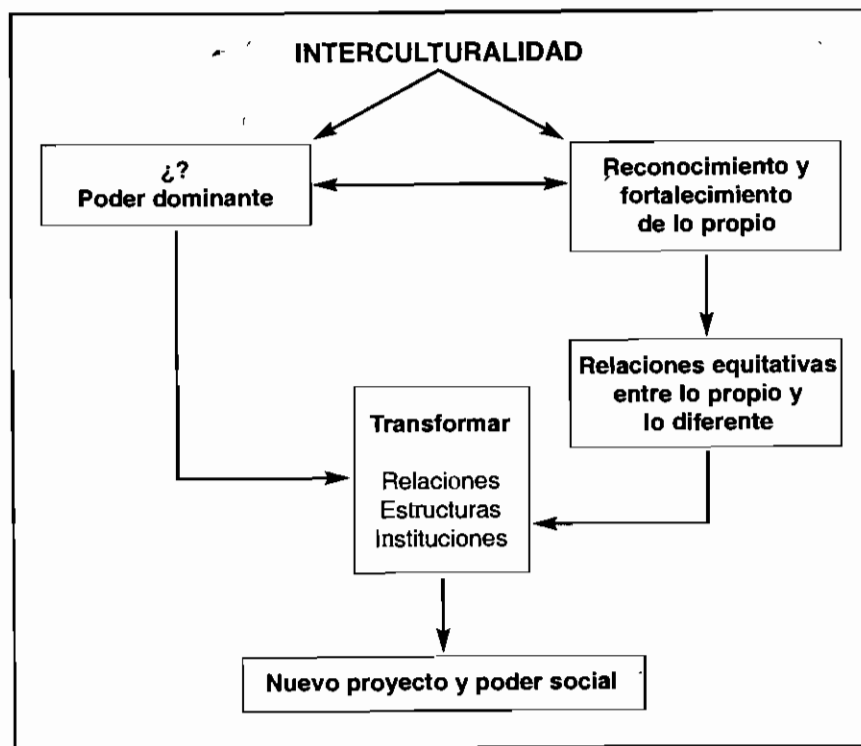 INTERCULTURALIDAD
¿?
Poder dominante
Reconocimiento y
fortalecimiento
de lo propio
Relaciones equitativas
entre lo propio y
lo diferente
Transformar
Relaciones
Estructuras
Instituciones
Nuevo proyecto y poder social